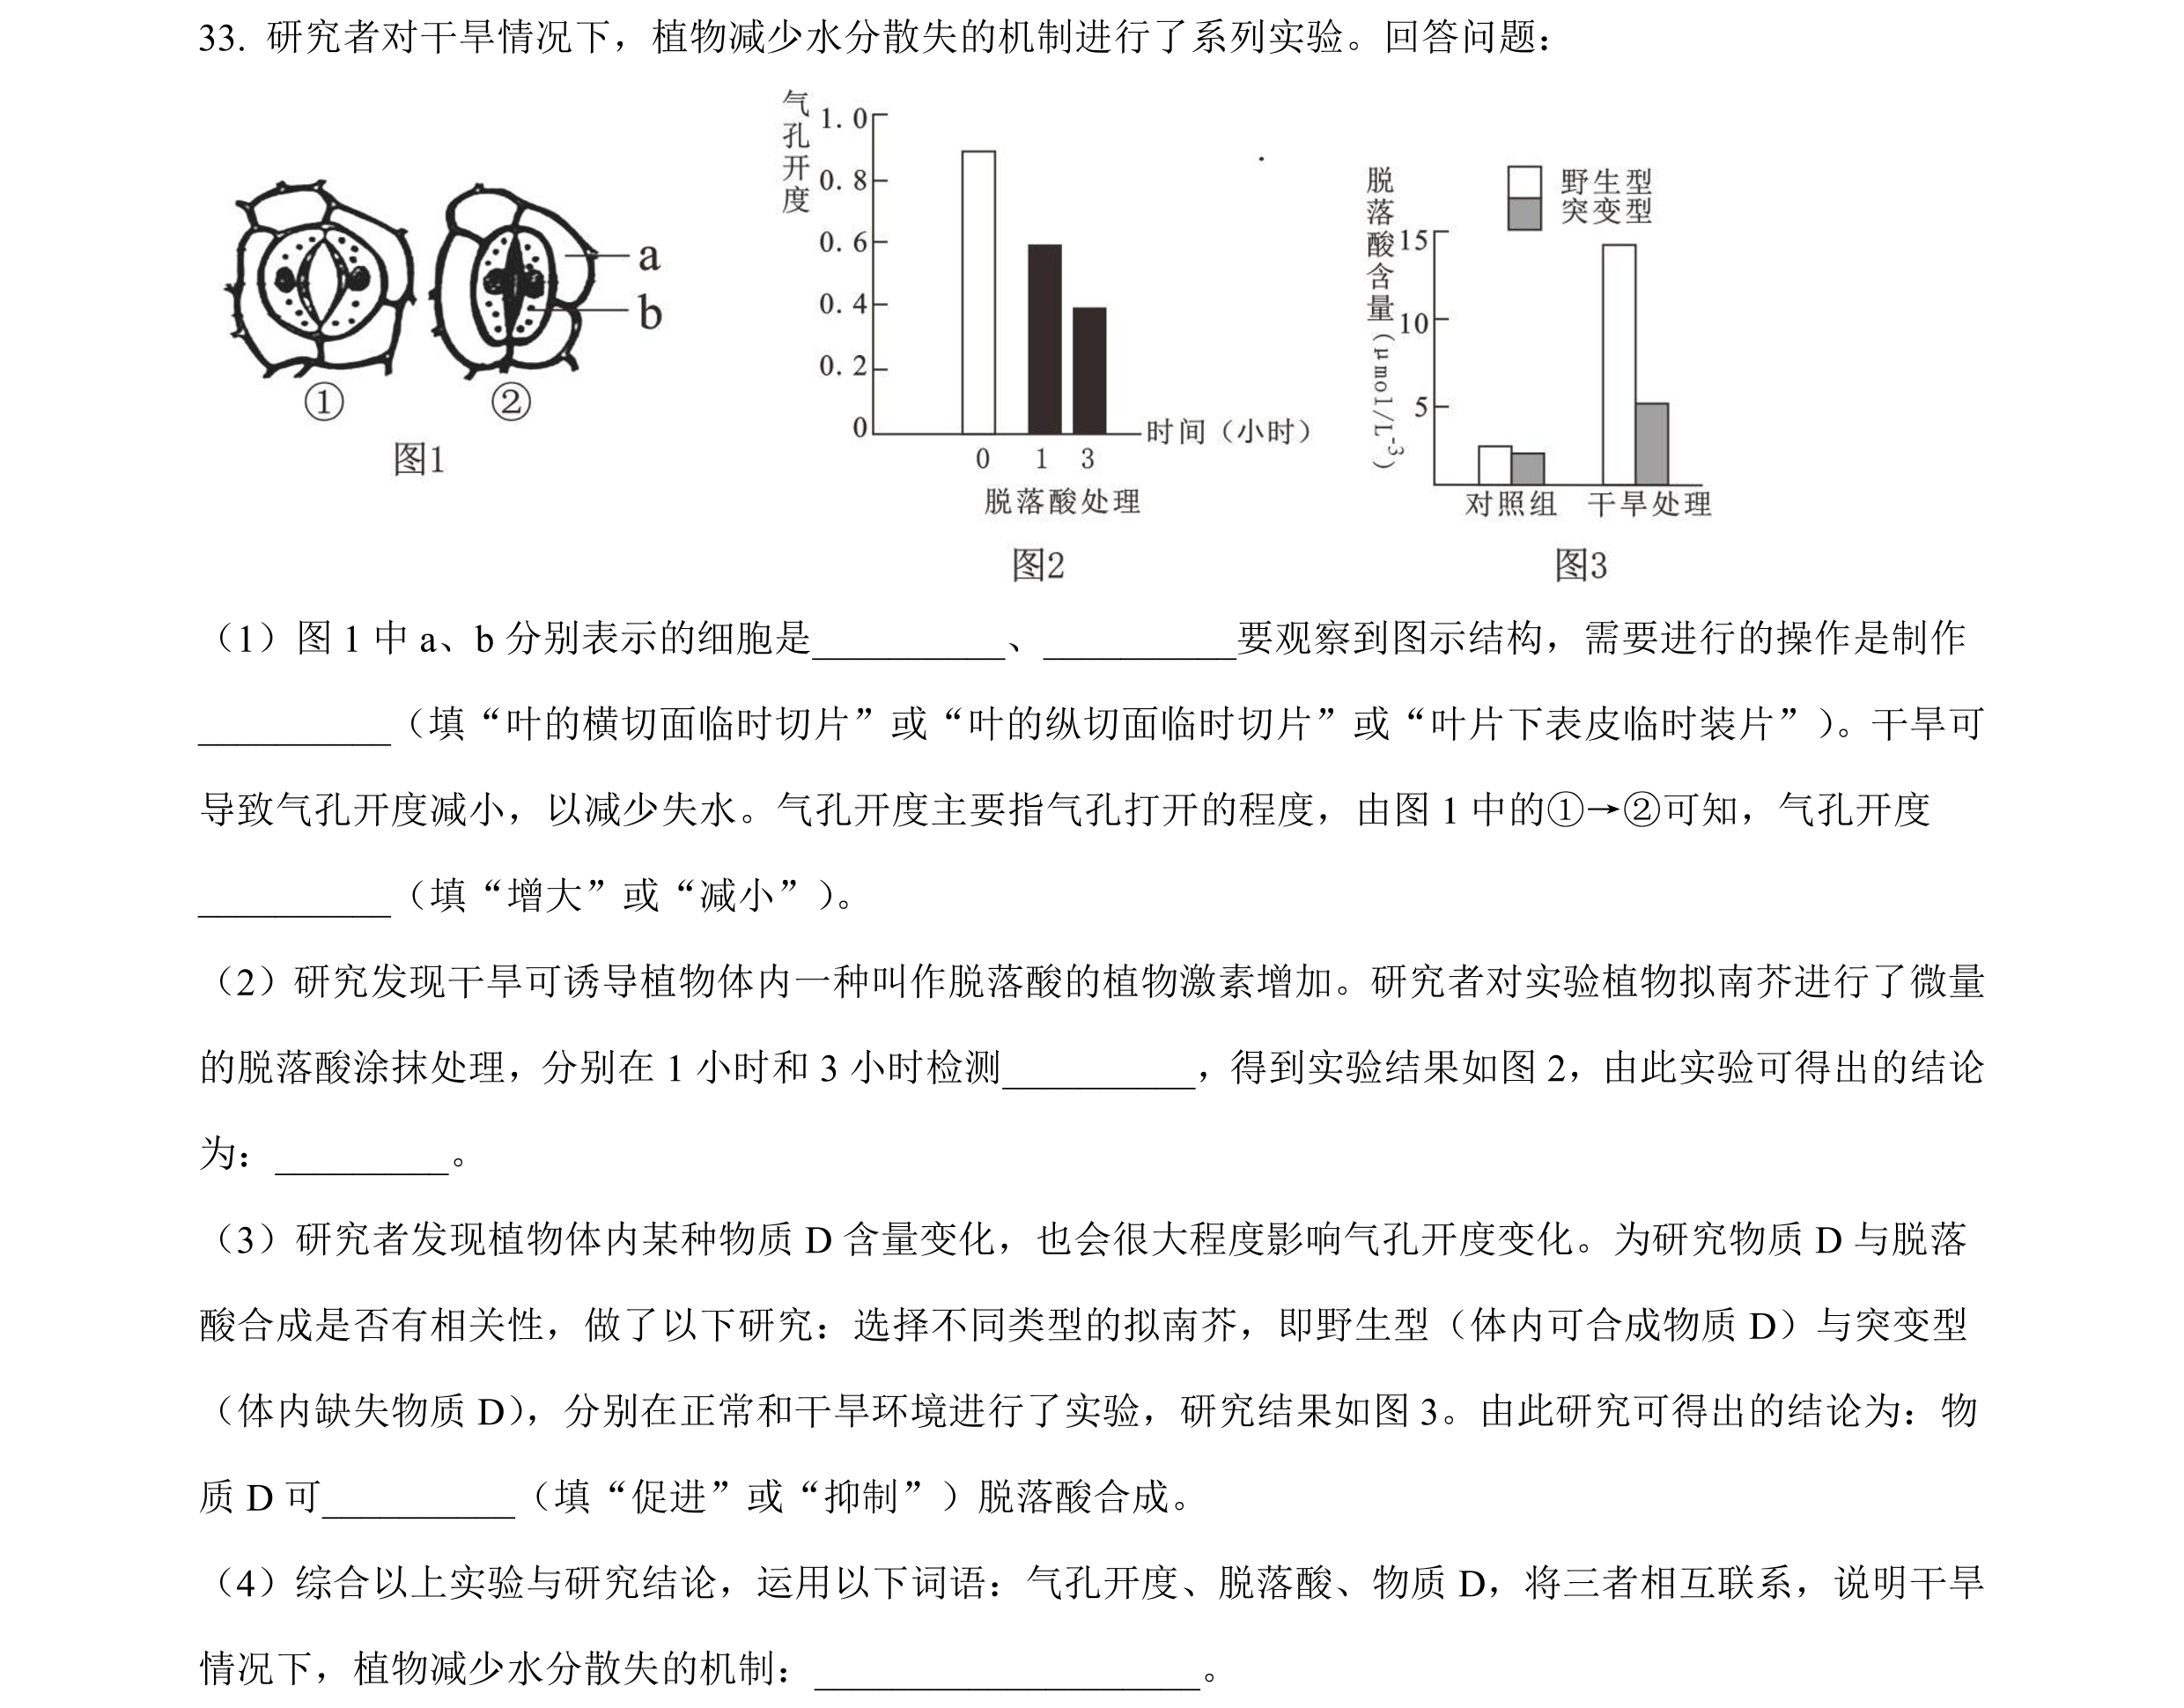 33. 研究者对干旱情况下，植物减少水分散失的机制进行了系列实验。回答问题：
a
b
①
②
图1
气孔开度
1.0
0.8
0.6
0.4
0.2
0
0
1
3
时间（小时）
脱落酸处理
图2
脱落酸含量（μmol/L⁻³）
野生型
突变型
15
10
5
对照组
干旱处理
图3
（1）图 1 中 a、b 分别表示的细胞是__________、__________要观察到图示结构，需要进行的操作是制作
__________（填“叶的横切面临时切片”或“叶的纵切面临时切片”或“叶片下表皮临时装片”）。干旱可
导致气孔开度减小，以减少失水。气孔开度主要指气孔打开的程度，由图 1 中的①→②可知，气孔开度
__________（填“增大”或“减小”）。
（2）研究发现干旱可诱导植物体内一种叫作脱落酸的植物激素增加。研究者对实验植物拟南芥进行了微量
的脱落酸涂抹处理，分别在 1 小时和 3 小时检测__________，得到实验结果如图 2，由此实验可得出的结论
为：_________。
（3）研究者发现植物体内某种物质 D 含量变化，也会很大程度影响气孔开度变化。为研究物质 D 与脱落
酸合成是否有相关性，做了以下研究：选择不同类型的拟南芥，即野生型（体内可合成物质 D）与突变型
（体内缺失物质 D），分别在正常和干旱环境进行了实验，研究结果如图 3。由此研究可得出的结论为：物
质 D 可__________（填“促进”或“抑制”）脱落酸合成。
（4）综合以上实验与研究结论，运用以下词语：气孔开度、脱落酸、物质 D，将三者相互联系，说明干旱
情况下，植物减少水分散失的机制：____________________。